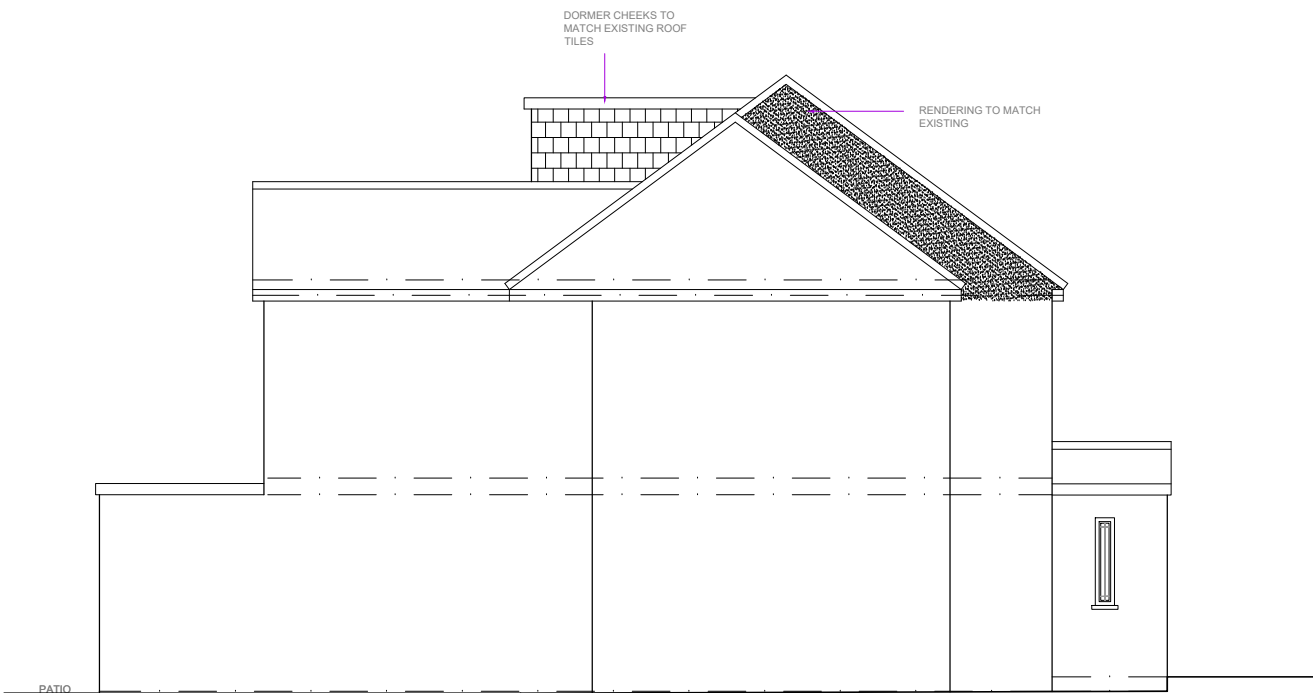 DORMER CHEEKS TO
MATCH EXISTING ROOF
TILES
RENDERING TO MATCH
EXISTING
PATIO